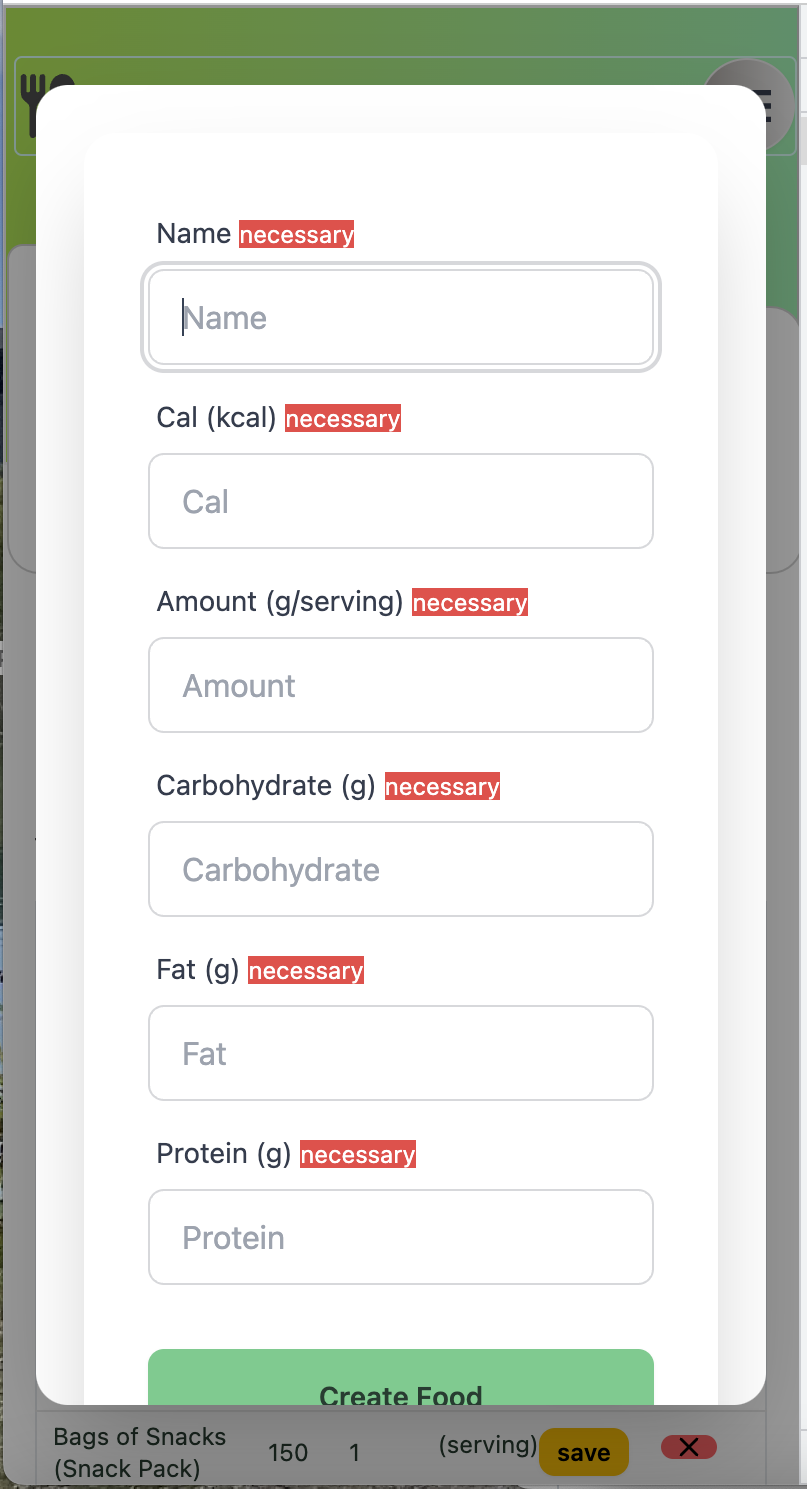 Name necessary
Name
Cal (kcal) necessary
Cal
Amount (g/serving) necessary
Amount
Carbohydrate (g) necessary
Carbohydrate
Fat (g) necessary
Fat
Protein (g) necessary
Protein
Create Food
Bags of Snacks (Snack Pack) 150 1 (serving) save